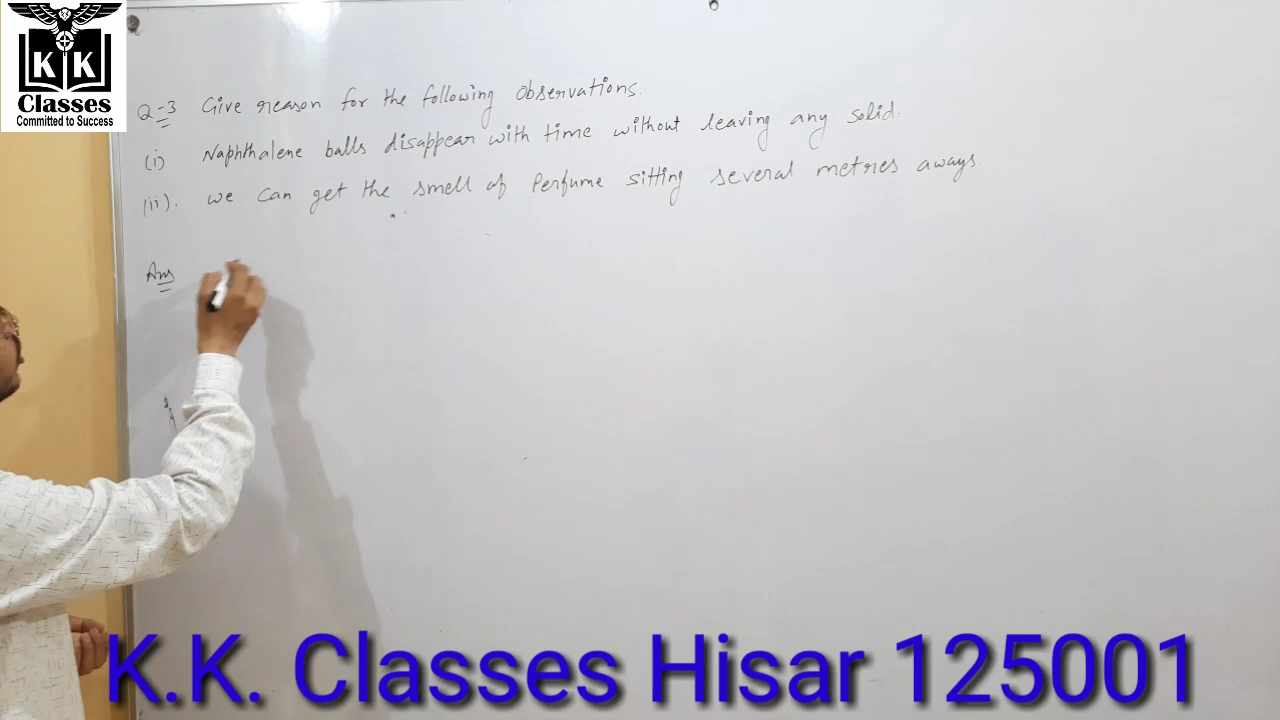 K K
Classes
Committed to Success
Q-3 Give reason for the following observations.
(i) Naphthalene balls disappear with time without leaving any solid.
(ii). we can get the smell of Perfume sitting several metres aways.
Ans
K.K. Classes Hisar 125001